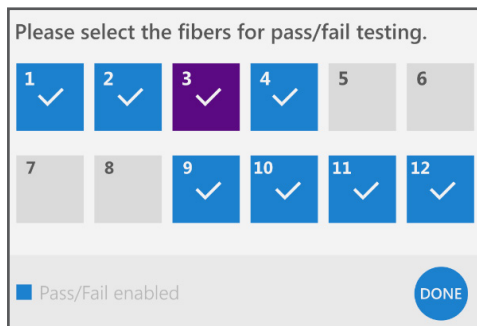 Please select the fibers for pass/fail testing.
1 2 3 4 5 6
7 8 9 10 11 12
Pass/Fail enabled
DONE